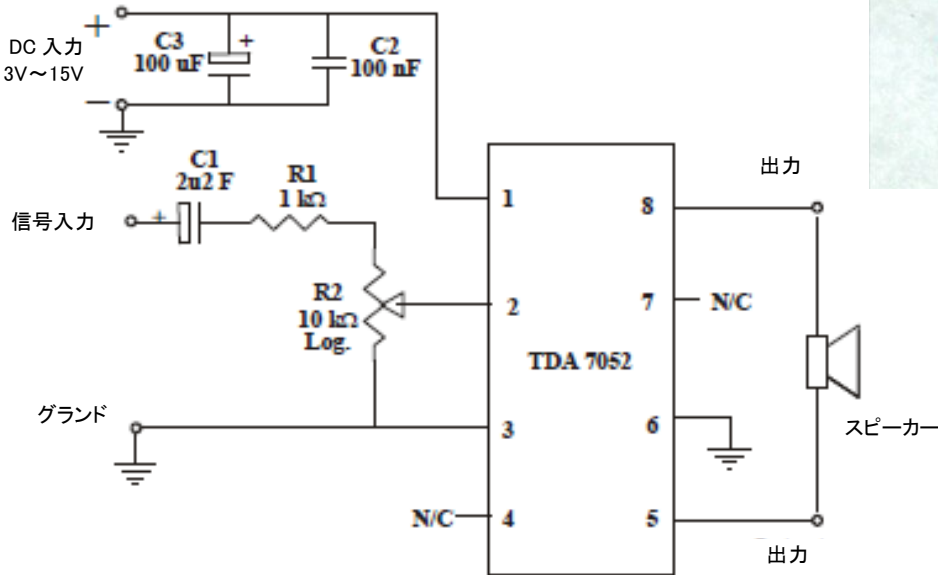 +
DC 入力
3V～15V
−
C3
100 uF
+
C2
100 nF
C1
2u2 F
+
R1
1 kΩ
信号入力
R2
10 kΩ
Log.
グランド
N/C
1
2
3
4
TDA 7052
8
7
6
5
N/C
出力
スピーカー
出力